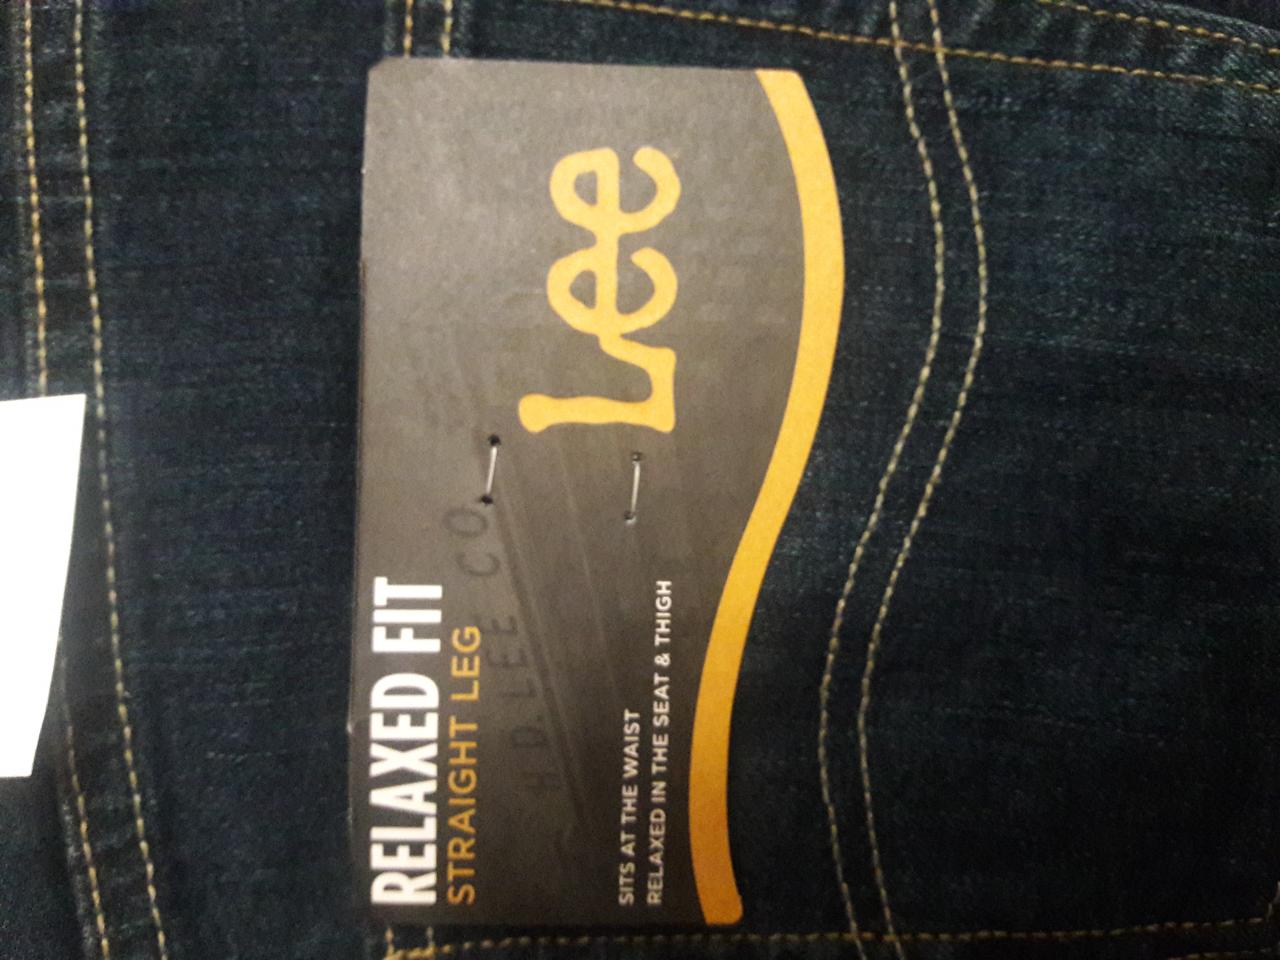 RELAXED FIT
STRAIGHT LEG
H.D. LEE CO.
Lee
SITS AT THE WAIST
RELAXED IN THE SEAT & THIGH